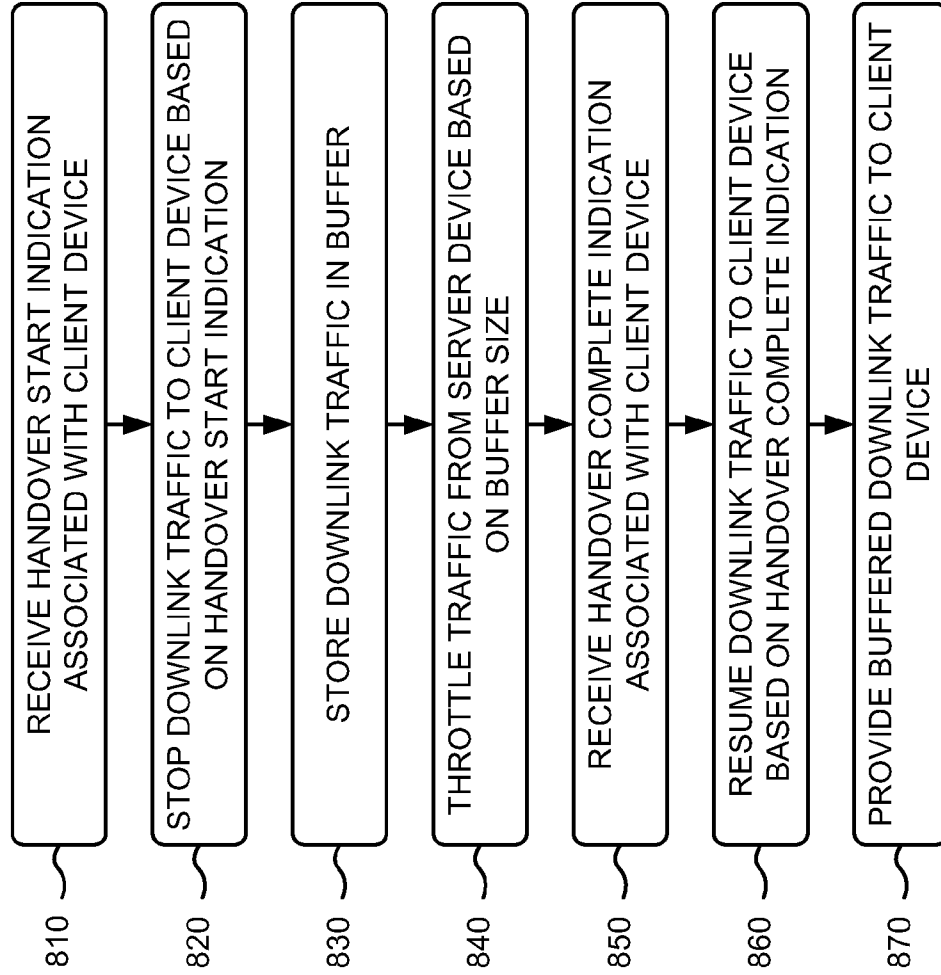 810
RECEIVE HANDOVER START INDICATION
ASSOCIATED WITH CLIENT DEVICE
820
STOP DOWNLINK TRAFFIC TO CLIENT DEVICE BASED
ON HANDOVER START INDICATION
830
STORE DOWNLINK TRAFFIC IN BUFFER
840
THROTTLE TRAFFIC FROM SERVER DEVICE BASED
ON BUFFER SIZE
850
RECEIVE HANDOVER COMPLETE INDICATION
ASSOCIATED WITH CLIENT DEVICE
860
RESUME DOWNLINK TRAFFIC TO CLIENT DEVICE
BASED ON HANDOVER COMPLETE INDICATION
870
PROVIDE BUFFERED DOWNLINK TRAFFIC TO CLIENT
DEVICE